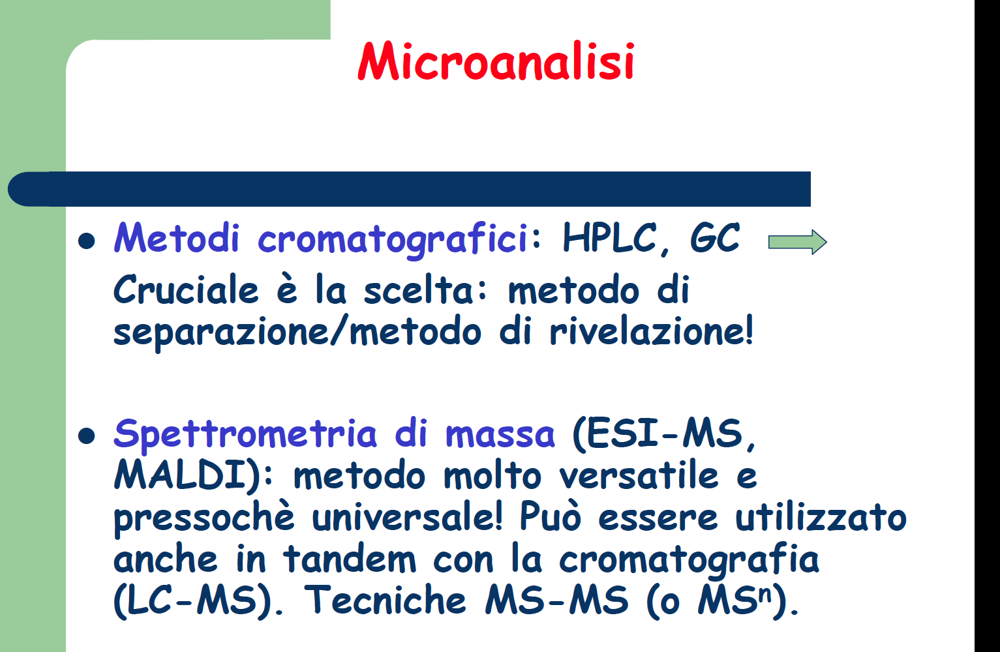 Microanalisi
Metodi cromatografici: HPLC, GC
Cruciale è la scelta: metodo di
separazione/metodo di rivelazione!
Spettrometria di massa (ESI-MS,
MALDI): metodo molto versatile e
pressochè universale! Può essere utilizzato
anche in tandem con la cromatografia
(LC-MS). Tecniche MS-MS (o MSⁿ).